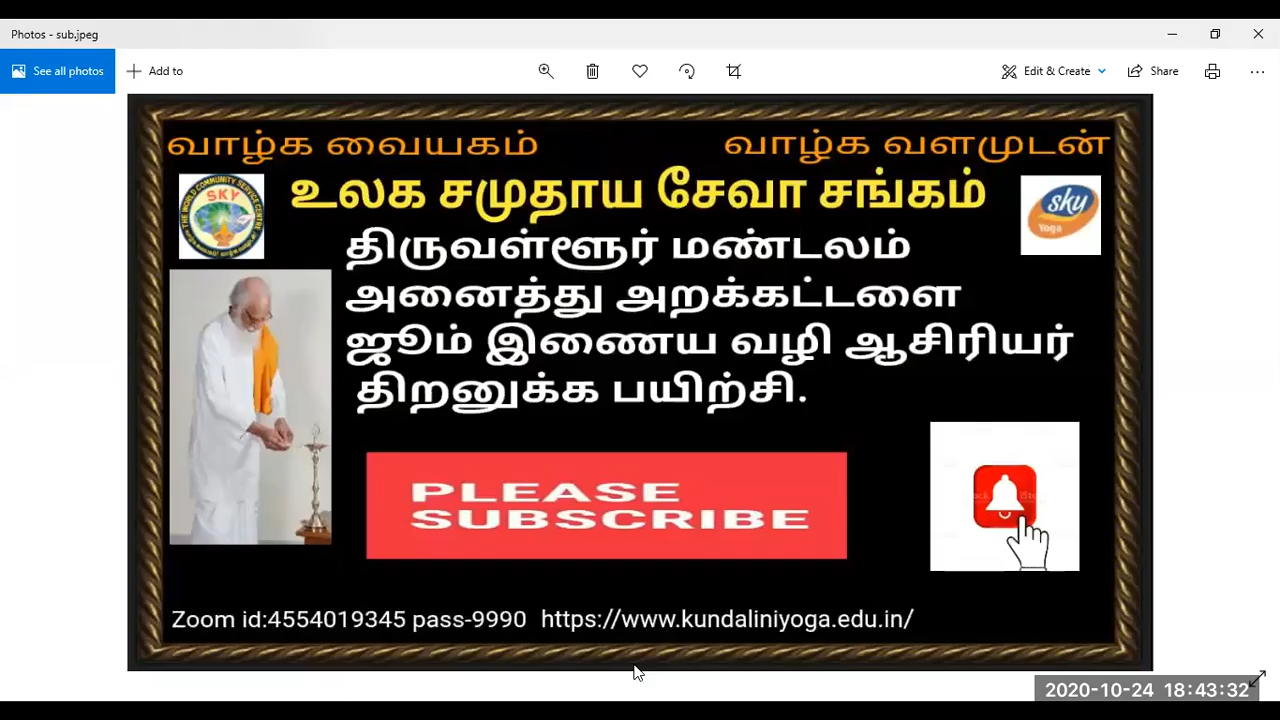 Photos - sub.jpeg
See all photos
Add to
Edit & Create
Share
வாழ்க வையகம் வாழ்க வளமுடன்
உலக சமுதாய சேவா சங்கம்
SKY
sky
Yoga
திருவள்ளூர் மண்டலம்
அனைத்து அறக்கட்டளை
ஜூம் இணைய வழி ஆசிரியர்
திறனுக்க பயிற்சி.
PLEASE
SUBSCRIBE
Zoom id:4554019345 pass-9990 https://www.kundaliniyoga.edu.in/
2020-10-24 18:43:32